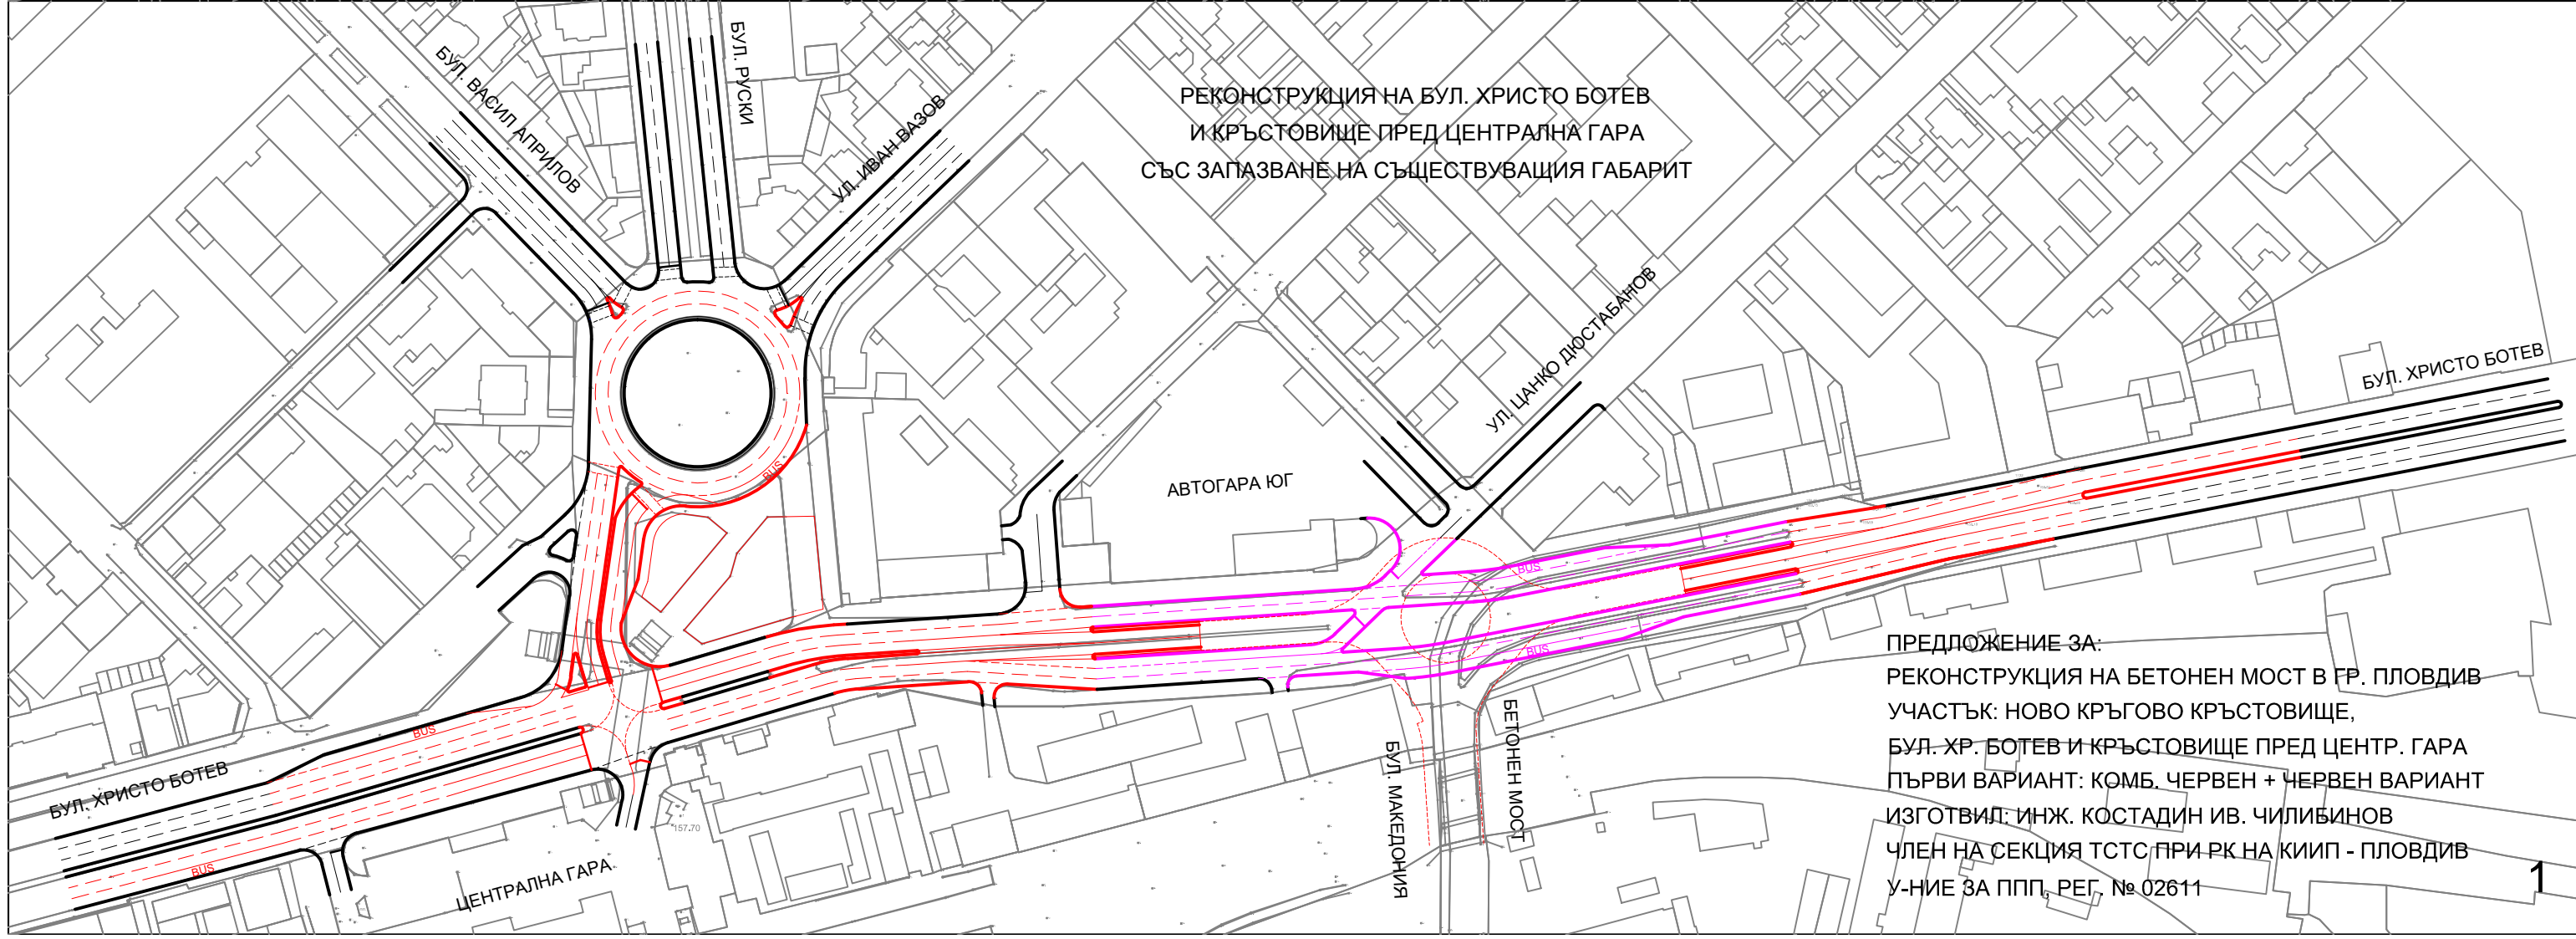 БУЛ. ВАСИЛ АПРИЛОВ
БУЛ. РУСКИ
УЛ. ИВАН ВАЗОВ
РЕКОНСТРУКЦИЯ НА БУЛ. ХРИСТО БОТЕВ
И КРЪСТОВИЩЕ ПРЕД ЦЕНТРАЛНА ГАРА
СЪС ЗАПАЗВАНЕ НА СЪЩЕСТВУВАЩИЯ ГАБАРИТ
УЛ. ЦАНКО ДЮСТАБАНОВ
БУЛ. ХРИСТО БОТЕВ
BUS
АВТОГАРА ЮГ
BUS
BUS
BUS
БУЛ. ХРИСТО БОТЕВ
BUS
157.70
ЦЕНТРАЛНА ГАРА
БУЛ. МАКЕДОНИЯ
БЕТОНЕН МОСТ
ПРЕДЛОЖЕНИЕ ЗА:
РЕКОНСТРУКЦИЯ НА БЕТОНЕН МОСТ В ГР. ПЛОВДИВ
УЧАСТЪК: НОВО КРЪГОВО КРЪСТОВИЩЕ,
БУЛ. ХР. БОТЕВ И КРЪСТОВИЩЕ ПРЕД ЦЕНТР. ГАРА
ПЪРВИ ВАРИАНТ: КОМБ. ЧЕРВЕН + ЧЕРВЕН ВАРИАНТ
ИЗГОТВИЛ: ИНЖ. КОСТАДИН ИВ. ЧИЛИБИНОВ
ЧЛЕН НА СЕКЦИЯ ТСТС ПРИ РК НА КИИП - ПЛОВДИВ
У-НИЕ ЗА ППП, РЕГ. № 02611
1